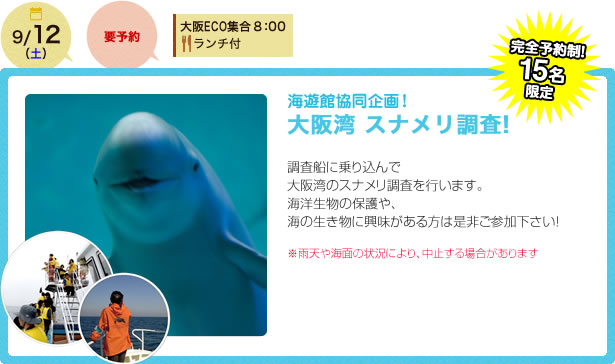 9/12
(土)
要予約
大阪ECO集合 8:00
ランチ付
完全予約制!
15名
限定
海遊館協同企画!
大阪湾 スナメリ調査!
調査船に乗り込んで
大阪湾のスナメリ調査を行います。
海洋生物の保護や、
海の生き物に興味がある方は是非ご参加下さい!
※雨天や海面の状況により、中止する場合があります